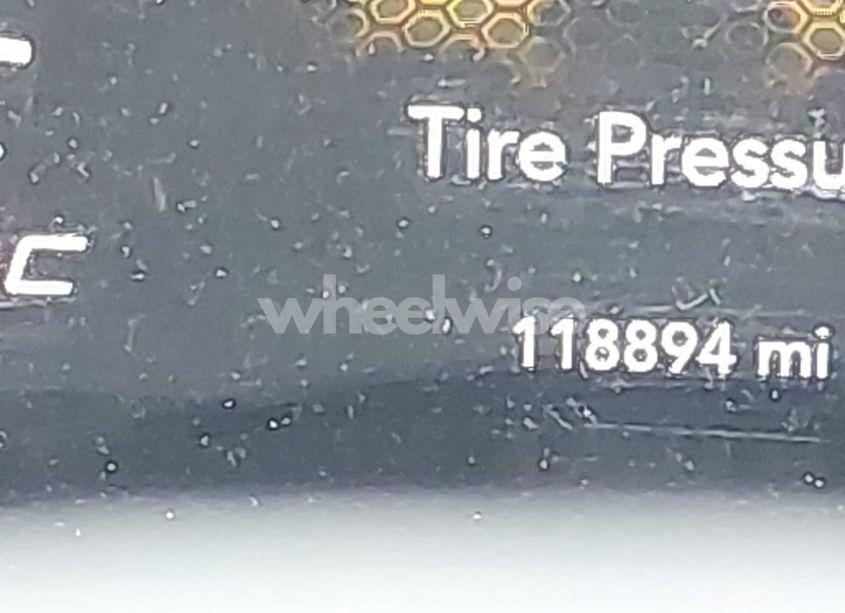 Tire Pressu
C
wheelwise
118894 mi